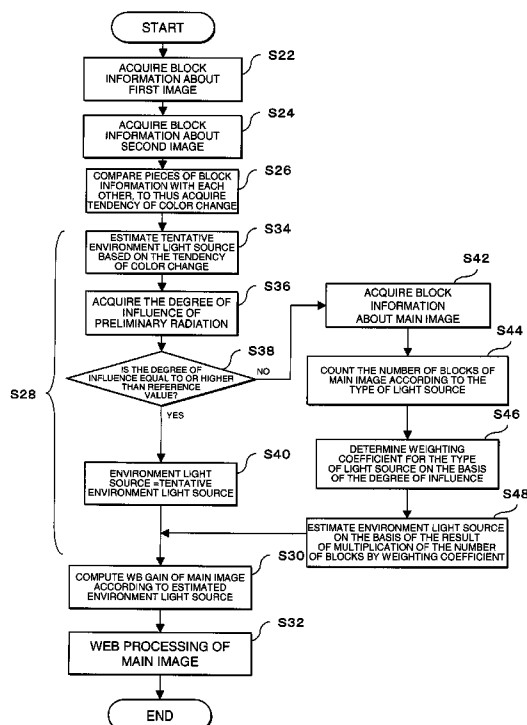 START
S22
ACQUIRE BLOCK
INFORMATION ABOUT
FIRST IMAGE
S24
ACQUIRE BLOCK
INFORMATION ABOUT
SECOND IMAGE
S26
COMPARE PIECES OF BLOCK
INFORMATION WITH EACH
OTHER, TO THUS ACQUIRE
TENDENCY OF COLOR CHANGE
S34
ESTIMATE TENTATIVE
ENVIRONMENT LIGHT SOURCE
BASED ON THE TENDENCY
OF COLOR CHANGE
S36
ACQUIRE THE DEGREE OF
INFLUENCE OF
PRELIMINARY RADIATION
S38
IS THE DEGREE OF
INFLUENCE EQUAL TO OR HIGHER
THAN REFERENCE
VALUE?
NO
YES
S28
S40
ENVIRONMENT LIGHT
SOURCE =TENTATIVE
ENVIRONMENT LIGHT SOURCE
S42
ACQUIRE BLOCK
INFORMATION
ABOUT MAIN IMAGE
S44
COUNT THE NUMBER OF BLOCKS OF
MAIN IMAGE ACCORDING TO THE
TYPE OF LIGHT SOURCE
S46
DETERMINE WEIGHTING
COEFFICIENT FOR THE TYPE
OF LIGHT SOURCE ON THE BASIS
OF THE DEGREE OF INFLUENCE
S48
ESTIMATE ENVIRONMENT LIGHT SOURCE
ON THE BASIS OF THE RESULT
OF MULTIPLICATION OF THE NUMBER
OF BLOCKS BY WEIGHTING COEFFICIENT
S30
COMPUTE WB GAIN OF MAIN IMAGE
ACCORDING TO ESTIMATED
ENVIRONMENT LIGHT SOURCE
S32
WEB PROCESSING OF
MAIN IMAGE
END